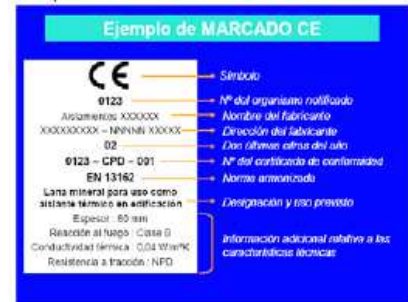 Ejemplo de MARCADO CE
CE
Símbolo
0123
Nº del organismo notificado
Aislamientos XXXXXX
Nombre del fabricante
XXXXXXXXX – NNNNN XXXXX
Dirección del fabricante
02
Dos últimas cifras del año
0123 – CPD – 001
Nº del certificado de conformidad
EN 13162
Norma armonizada
Lana mineral para uso como
aislante térmico en edificación
Designación y uso previsto
Espesor : 60 mm
Reacción al fuego : Clase B
Conductividad térmica : 0,04 W/mºK
Resistencia a tracción : NPD
Información adicional relativa a las
características técnicas